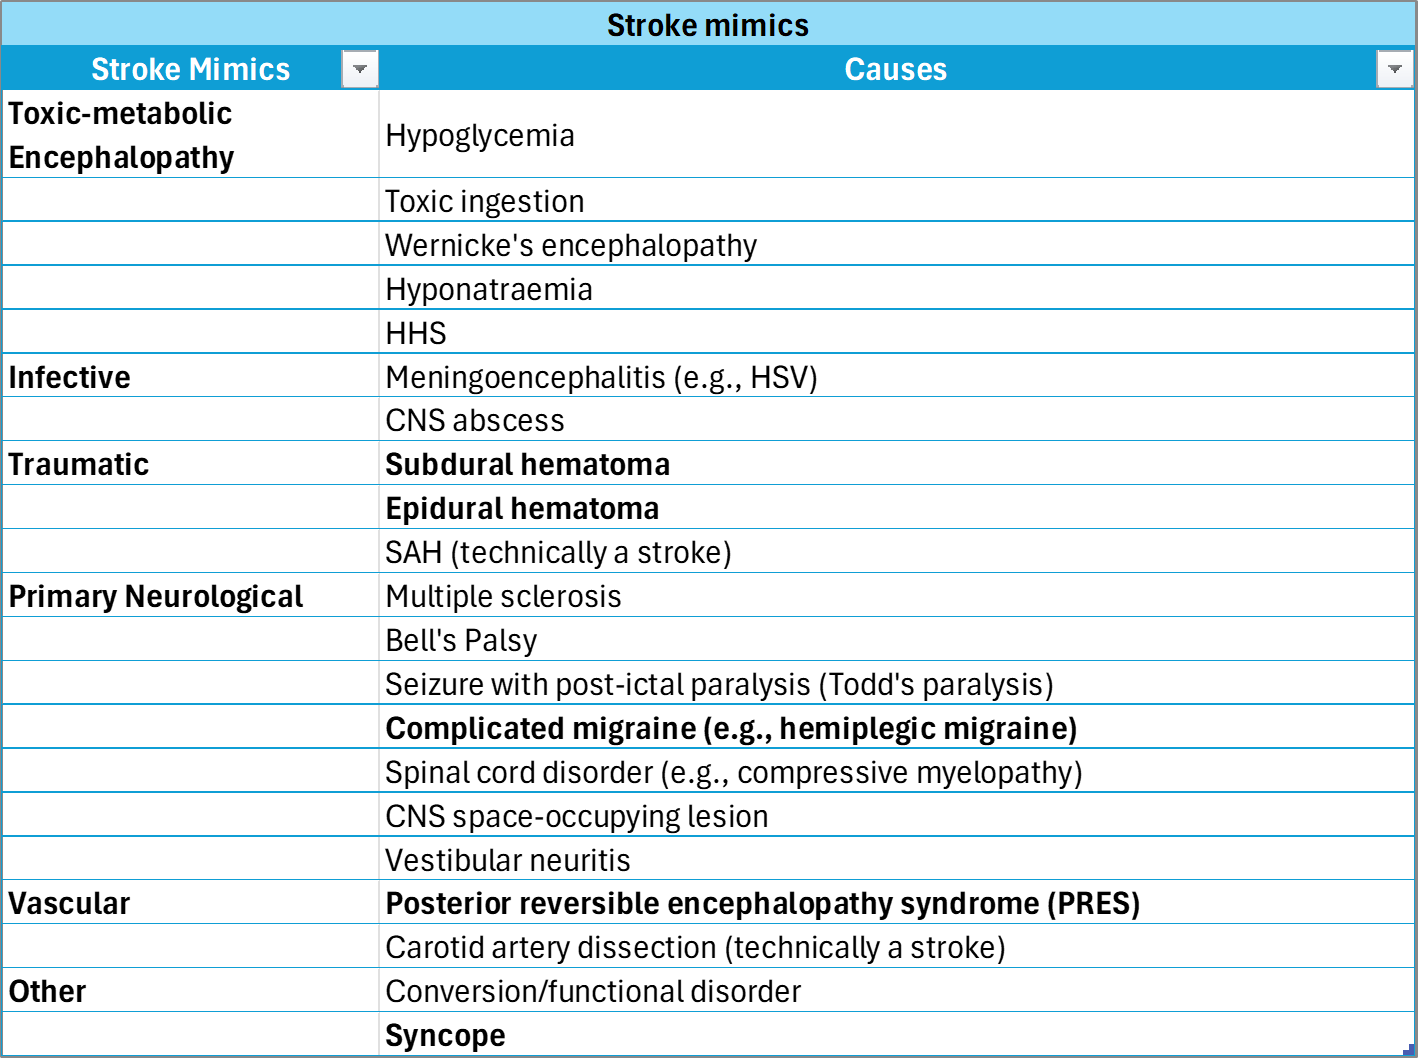 Stroke mimics
Stroke Mimics Causes
Toxic-metabolic
Encephalopathy
Hypoglycemia
Toxic ingestion
Wernicke's encephalopathy
Hyponatraemia
HHS
Infective Meningoencephalitis (e.g., HSV)
CNS abscess
Traumatic Subdural hematoma
Epidural hematoma
SAH (technically a stroke)
Primary Neurological Multiple sclerosis
Bell's Palsy
Seizure with post-ictal paralysis (Todd's paralysis)
Complicated migraine (e.g., hemiplegic migraine)
Spinal cord disorder (e.g., compressive myelopathy)
CNS space-occupying lesion
Vestibular neuritis
Vascular Posterior reversible encephalopathy syndrome (PRES)
Carotid artery dissection (technically a stroke)
Other Conversion/functional disorder
Syncope